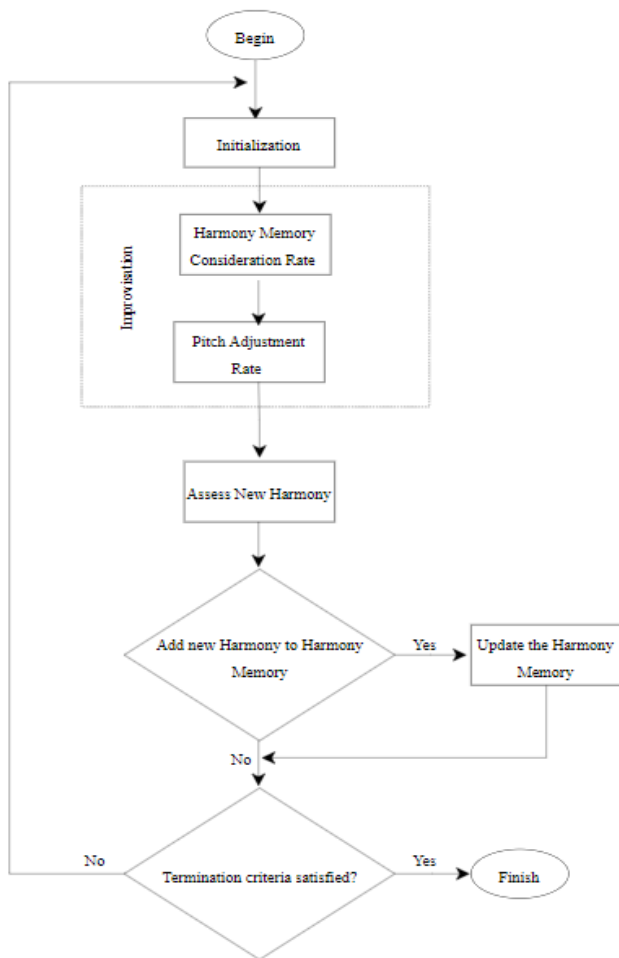 Begin
Initialization
Improvisation
Harmony Memory
Consideration Rate
Pitch Adjustment
Rate
Assess New Harmony
Add new Harmony to Harmony
Memory
Yes
Update the Harmony
Memory
No
No
Termination criteria satisfied?
Yes
Finish